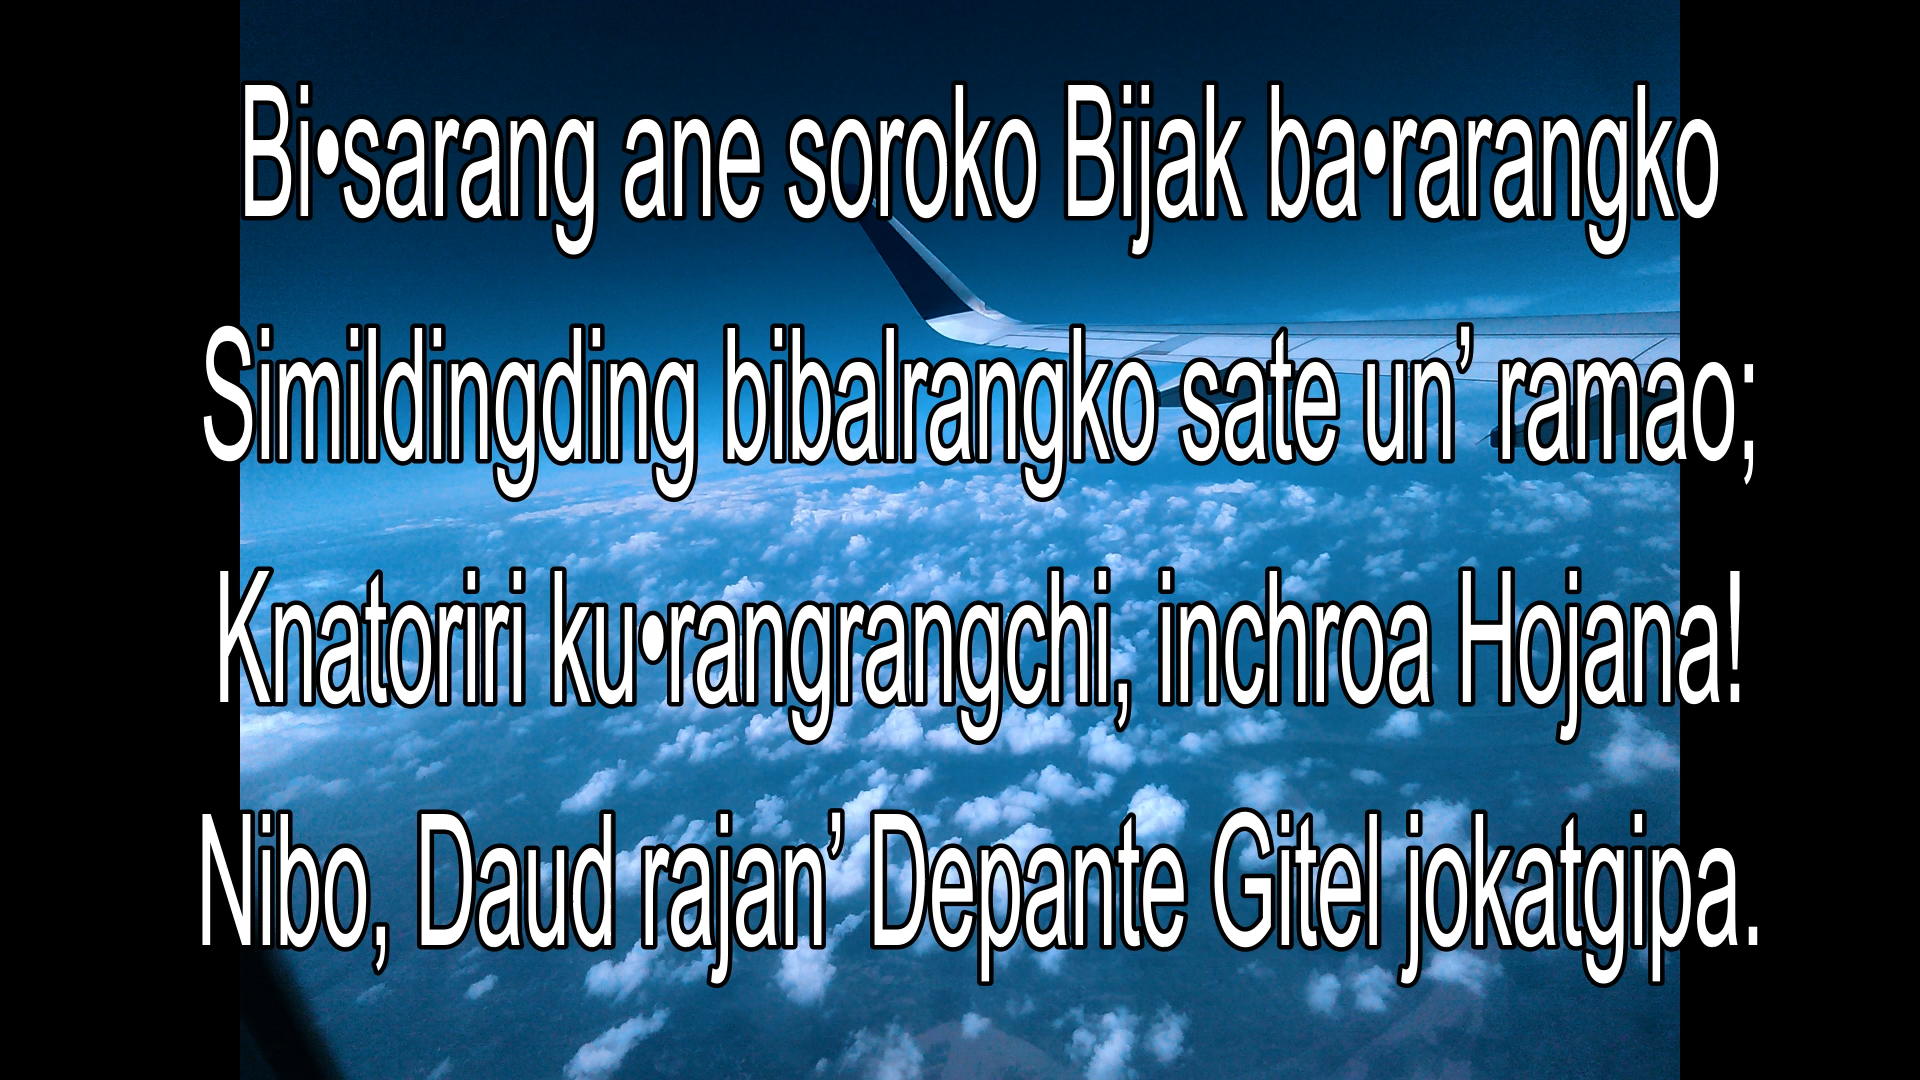 Bi•sarang ane soroko Bijak ba•rarangko
Simildingding bibalrangko sate un’ ramao;
Knatoriri ku•rangrangchi, inchroa Hojana!
Nibo, Daud rajan’ Depante Gitel jokatgipa.